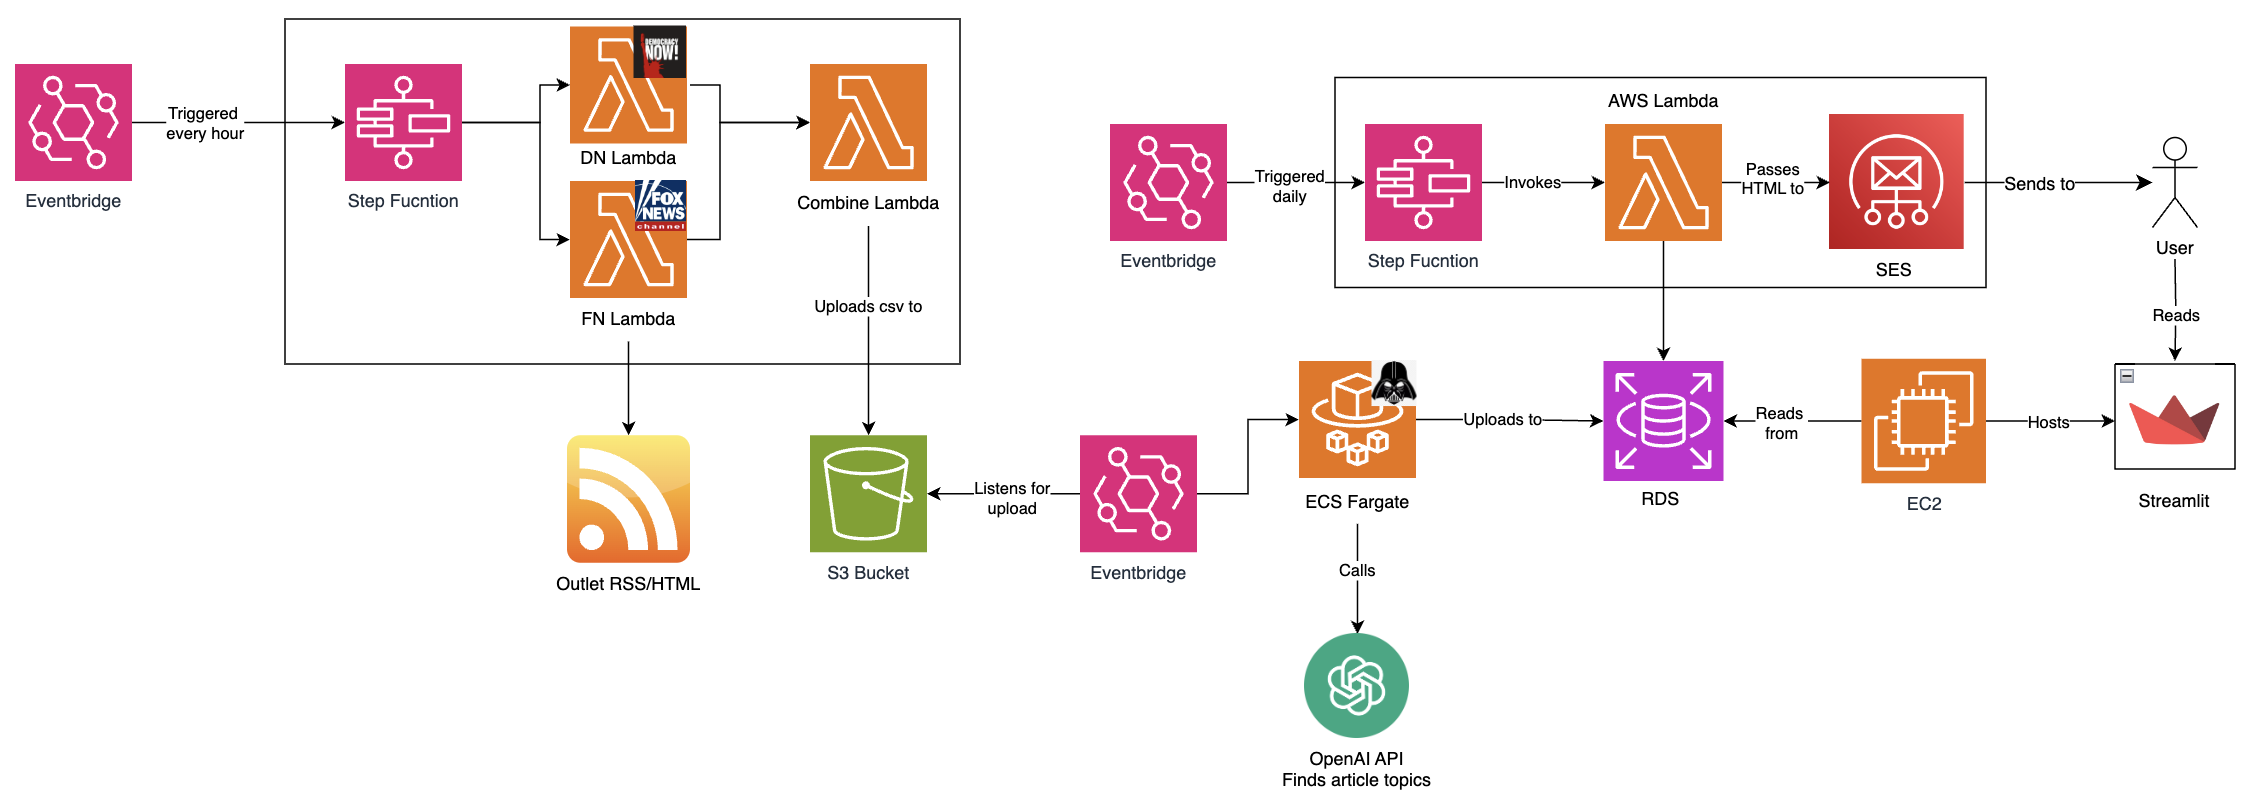 Triggered
every hour
Eventbridge
Step Fucntion
DEMOCRACY
NOW!
DN Lambda
FOX
NEWS
channel
FN Lambda
Combine Lambda
Uploads csv to
Outlet RSS/HTML
S3 Bucket
Listens for
upload
Eventbridge
Eventbridge
Triggered
daily
Step Fucntion
Invokes
AWS Lambda
Passes
HTML to
SES
Sends to
User
Reads
ECS Fargate
Uploads to
RDS
Reads
from
EC2
Hosts
Streamlit
Calls
OpenAI API
Finds article topics